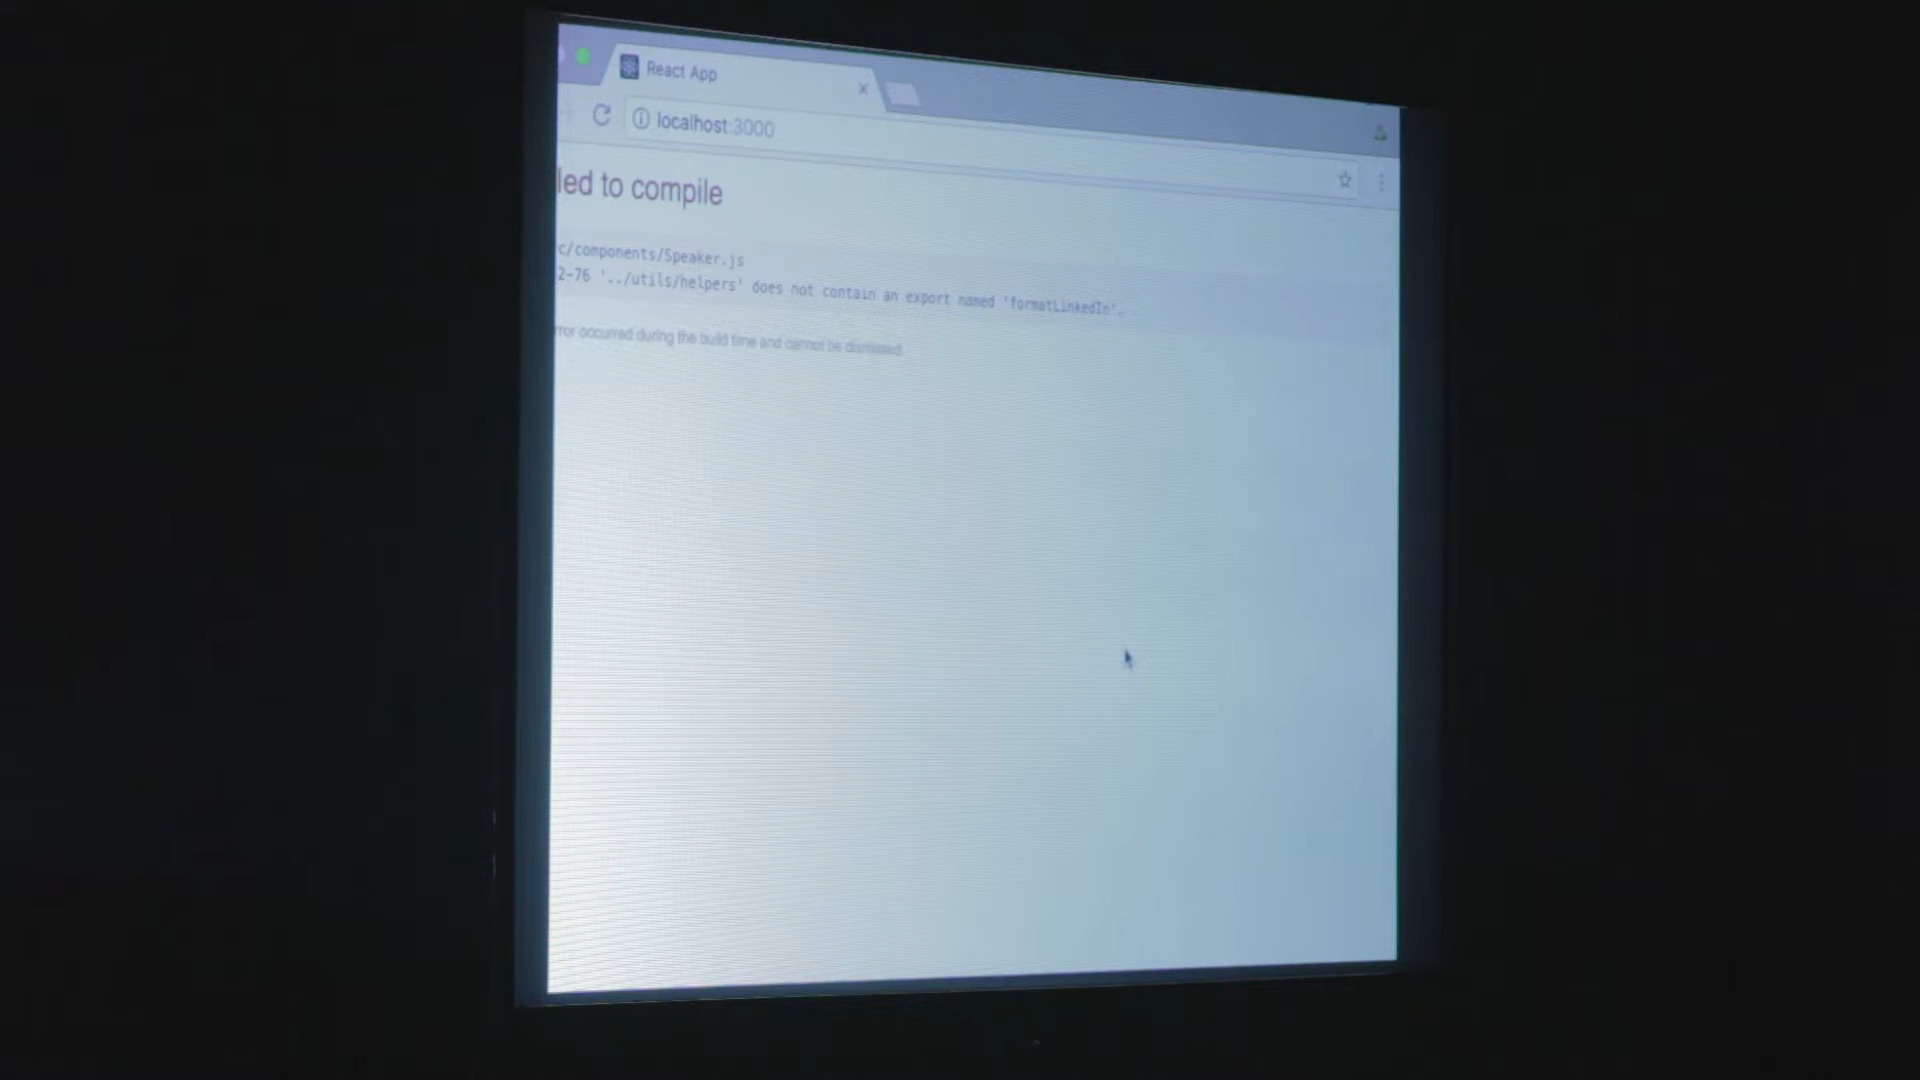 React App
localhost:3000
led to compile
c/components/Speaker.js
2-76 '../utils/helpers' does not contain an export named 'formatLinkedIn'.
rror occurred during the build time and cannot be dismissed.